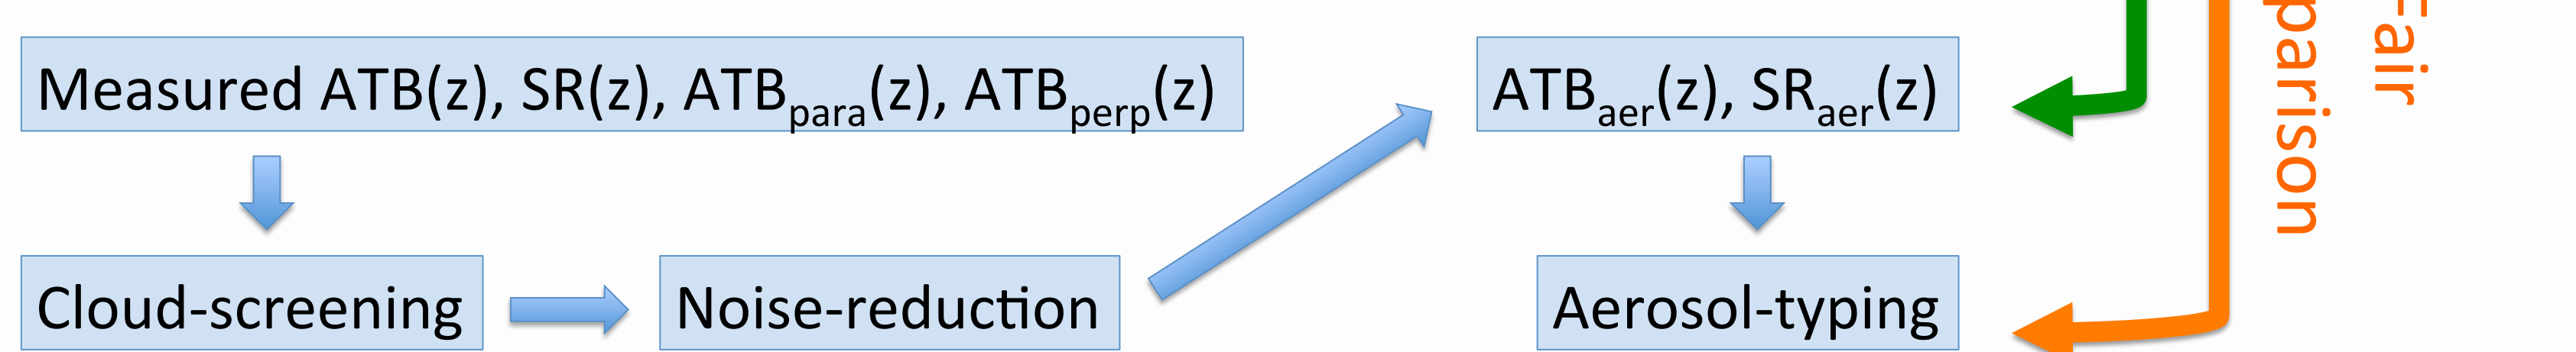 Measured ATB(z), SR(z), ATBpara(z), ATBperp(z)
ATBaer(z), SRaer(z)
Cloud-screening
Noise-reduction
Aerosol-typing
Fair
parison